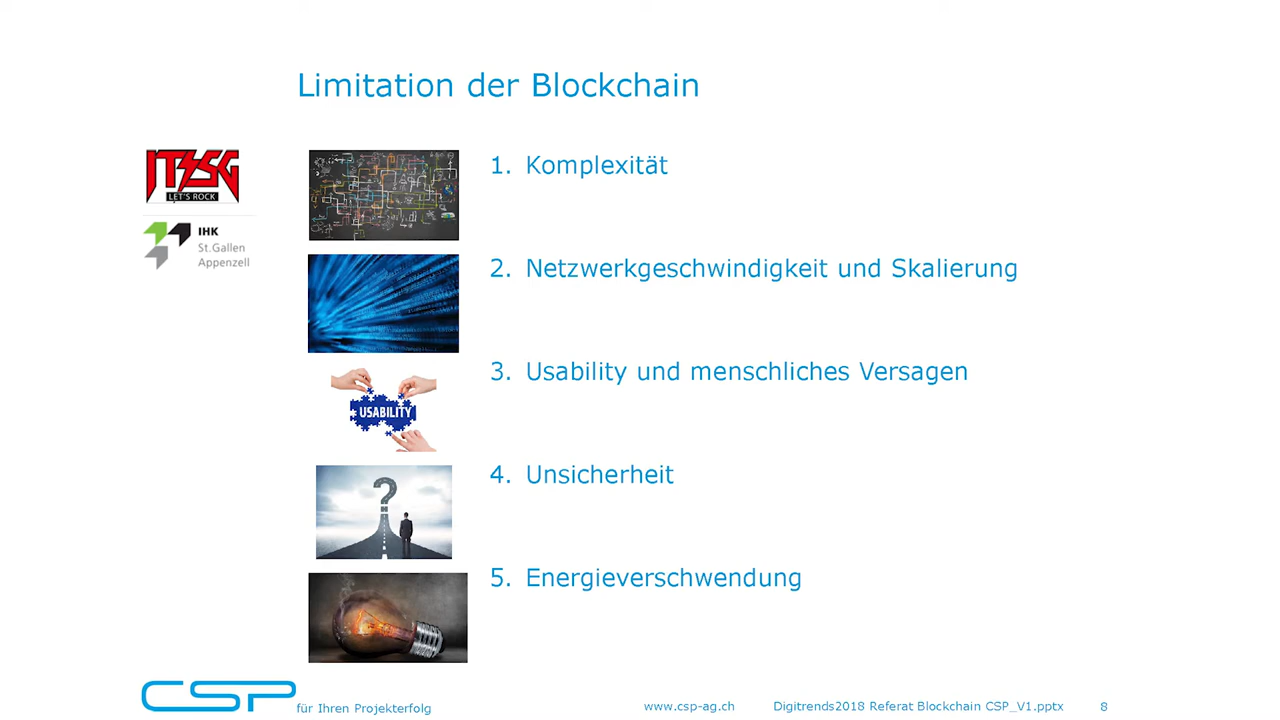 Limitation der Blockchain
IT>SG
LET'S ROCK
IHK
St.Gallen
Appenzell
1. Komplexität
2. Netzwerkgeschwindigkeit und Skalierung
3. Usability und menschliches Versagen
USABILITY
4. Unsicherheit
?
5. Energieverschwendung
CSP
für Ihren Projekterfolg
www.csp-ag.ch
Digitrends2018 Referat Blockchain CSP_V1.pptx
8